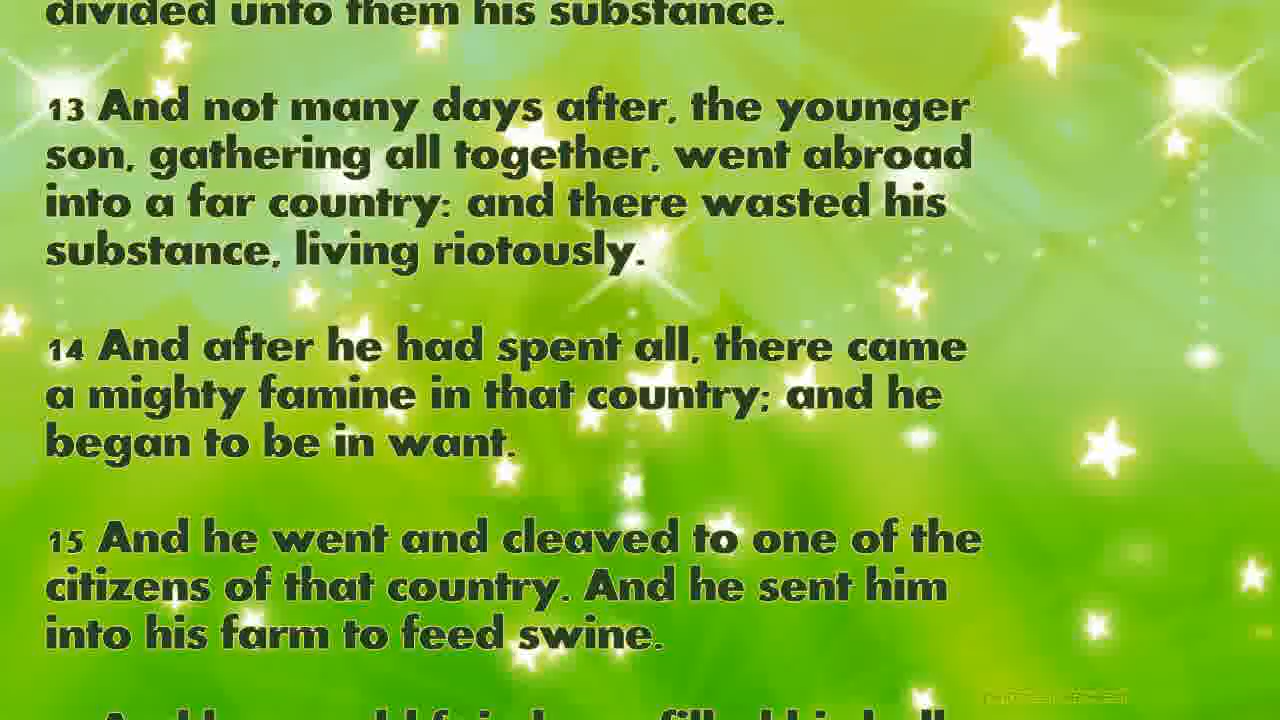 divided unto them his substance.
13 And not many days after, the younger
son, gathering all together, went abroad
into a far country: and there wasted his
substance, living riotously.
14 And after he had spent all, there came
a mighty famine in that country; and he
began to be in want.
15 And he went and cleaved to one of the
citizens of that country. And he sent him
into his farm to feed swine.